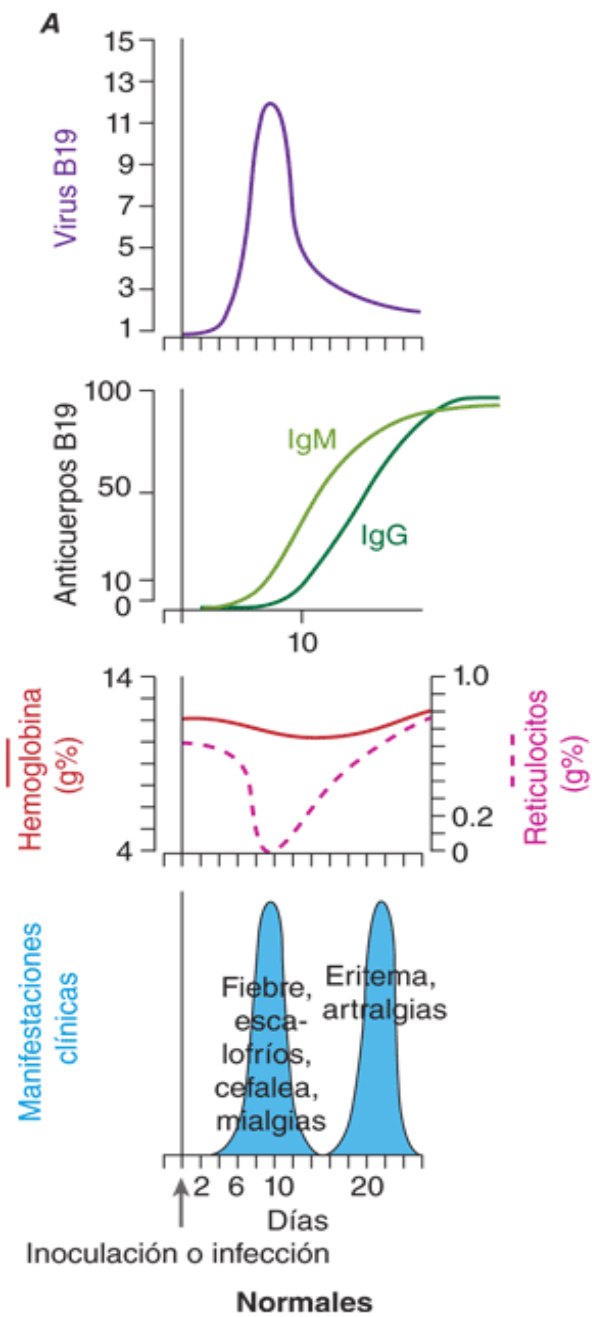 A
15
13
11
9
7
5
3
1
Virus B19
100
50
10
0
Anticuerpos B19
IgM
IgG
10
14
4
Hemoglobina
(g%)
1.0
0.2
0
Reticulocitos
(g%)
Manifestaciones
clínicas
Fiebre,
esca-
lofríos,
cefalea,
mialgias
Eritema,
artralgias
2 6 10 20
Días
Inoculación o infección
Normales